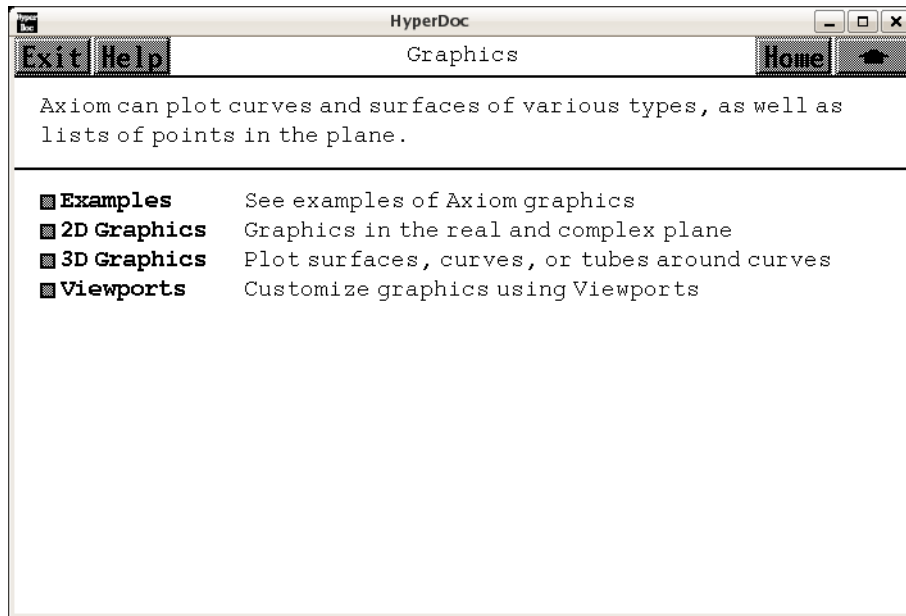 Hyper Doc HyperDoc
Exit Help Graphics Home
Axiom can plot curves and surfaces of various types, as well as
lists of points in the plane.
Examples See examples of Axiom graphics
2D Graphics Graphics in the real and complex plane
3D Graphics Plot surfaces, curves, or tubes around curves
Viewports Customize graphics using Viewports